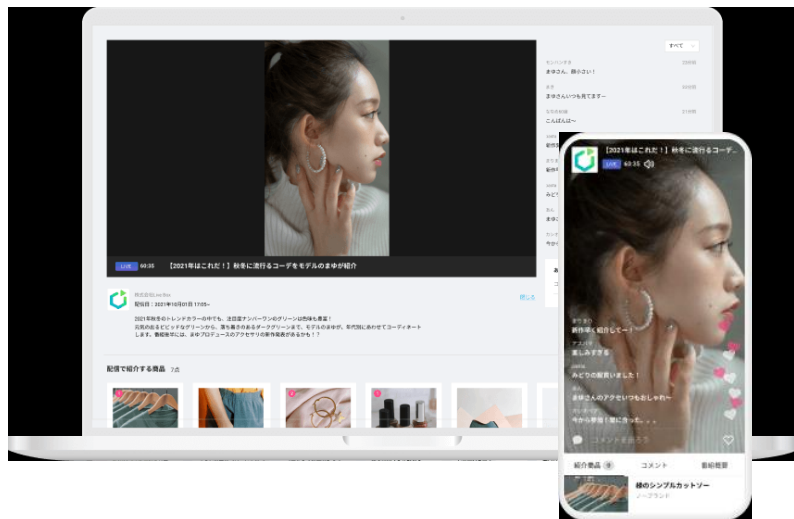 すべて
まゆさん、顔小さい！
まゆさんいつも見てますー
こんばんは〜
LIVE 60:35 【2021年はこれだ！】秋冬に流行るコーデをモデルのまゆが紹介
配信日：2021年10月01日 17:05~
閉じる
2021年秋冬のトレンドカラーの中でも、注目度ナンバーワンのグリーンは色味も豊富！
元気の出るビビッドなグリーンから、落ち着きのあるダークグリーンまで、モデルのまゆが、年代別にあわせてコーディネート
します。番組後半には、まゆプロデュースのアクセサリの新作発表があるかも！？
配信で紹介する商品 7点
【2021年はこれだ！】秋冬に流行るコーデ...
LIVE 60:35
新作早く紹介してー！
楽しみすぎる
みどりの服買いました！
あん
まゆさんのアクセいつもおしゃれ〜
今から参加！間に合った。。。
コメントを送ろう
紹介商品 コメント 番組概要
緑のシンプルカットソー
ノーブランド